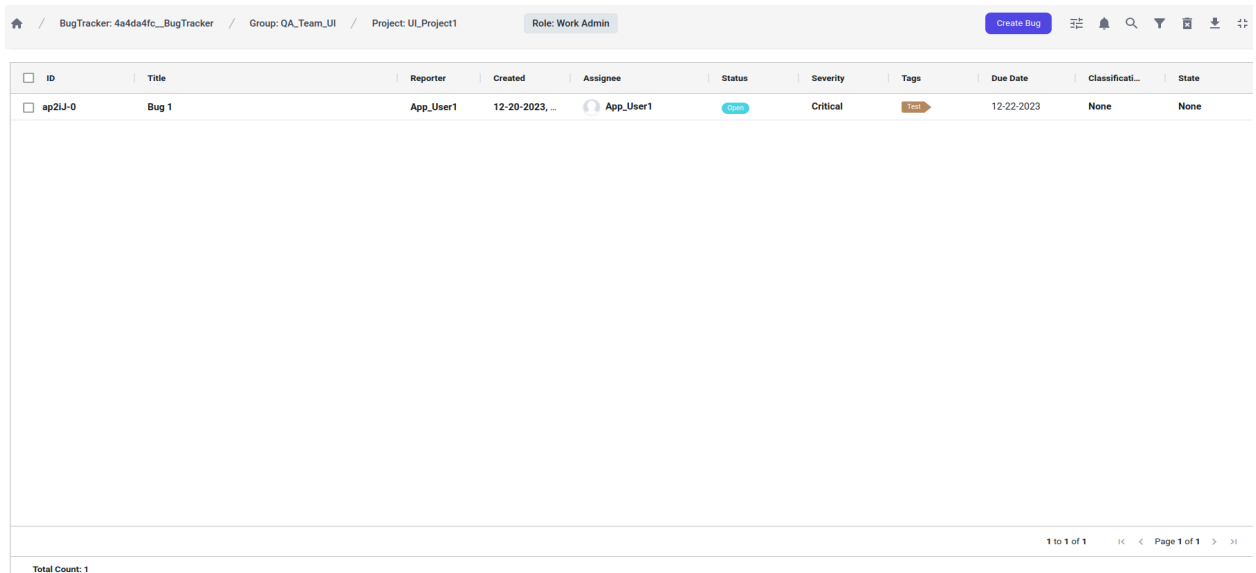 / BugTracker: 4a4da4fc__BugTracker / Group: QA_Team_UI / Project: UI_Project1 Role: Work Admin Create Bug
ID Title Reporter Created Assignee Status Severity Tags Due Date Classificati... State
ap2iJ-0 Bug 1 App_User1 12-20-2023, ... App_User1 Open Critical Test 12-22-2023 None None
1 to 1 of 1 Page 1 of 1
Total Count: 1